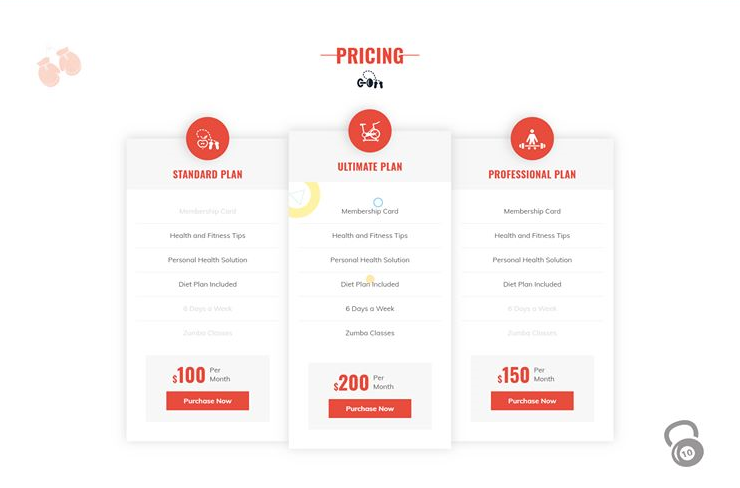 PRICING
STANDARD PLAN
Membership Card
Health and Fitness Tips
Personal Health Solution
Diet Plan Included
Days a Week
Zumba Classes
$100 Per
Month
Purchase Now
ULTIMATE PLAN
Membership Card
Health and Fitness Tips
Personal Health Solution
Diet Plan Included
6 Days a Week
Zumba Classes
$200 Per
Month
Purchase Now
PROFESSIONAL PLAN
Membership Card
Health and Fitness Tips
Personal Health Solution
Diet Plan Included
6 Days a Week
Zumba Classes
$150 Per
Month
Purchase Now
10